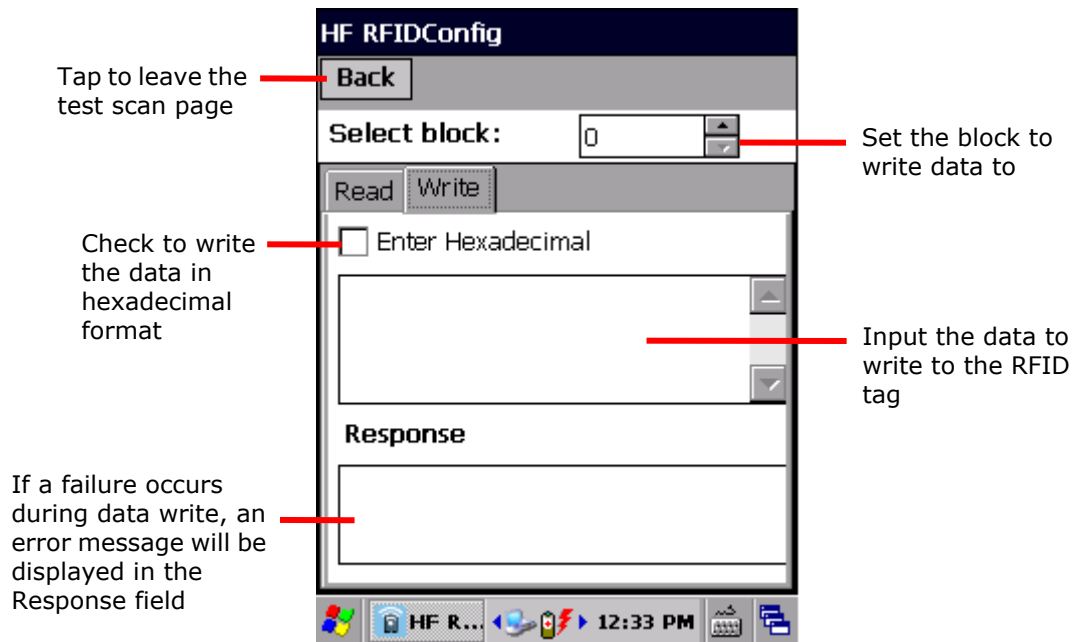 HF RFIDConfig
Tap to leave the
test scan page
Back
Select block:
0
Set the block to
write data to
Read
Write
Check to write
the data in
hexadecimal
format
Enter Hexadecimal
Input the data to
write to the RFID
tag
Response
If a failure occurs
during data write, an
error message will be
displayed in the
Response field
HF R... 12:33 PM